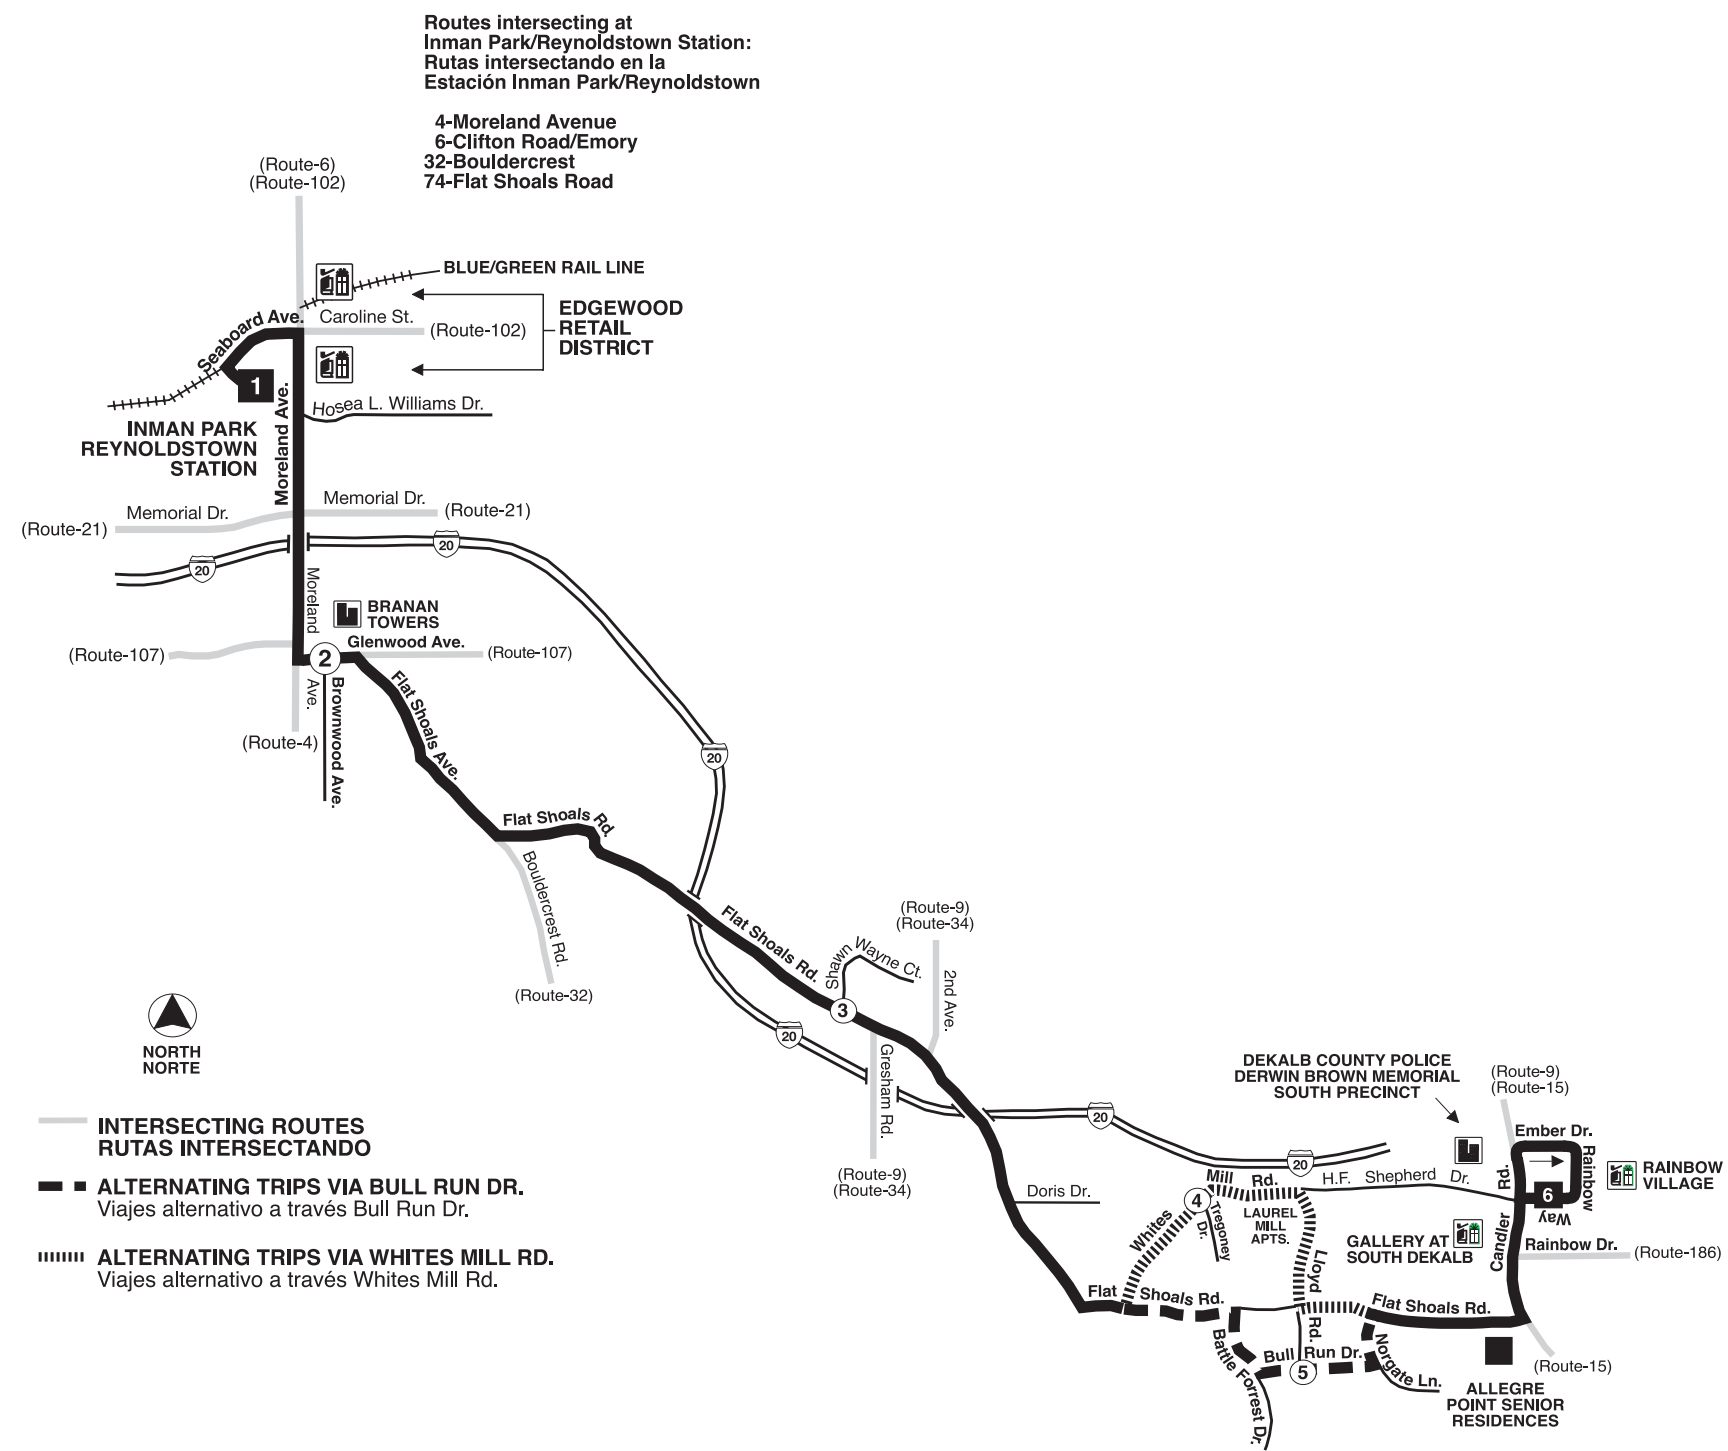 Routes intersecting at
Inman Park/Reynoldstown Station:
Rutas intersectando en la
Estación Inman Park/Reynoldstown
4-Moreland Avenue
6-Clifton Road/Emory
32-Bouldercrest
74-Flat Shoals Road
(Route-6)
(Route-102)
BLUE/GREEN RAIL LINE
EDGEWOOD
RETAIL
DISTRICT
Seaboard Ave.
Caroline St.
(Route-102)
1
Moreland Ave.
Hosea L. Williams Dr.
INMAN PARK
REYNOLDSTOWN
STATION
Memorial Dr.
(Route-21)
Memorial Dr.
(Route-21)
20
20
Moreland
Ave.
BRANAN
TOWERS
Glenwood Ave.
(Route-107)
2
(Route-107)
Brownwood Ave.
(Route-4)
Flat Shoals Ave.
20
Flat Shoals Rd.
Bouldercrest Rd.
(Route-32)
Flat Shoals Rd.
(Route-9)
(Route-34)
Shawn
Wayne Ct.
2nd Ave.
3
20
Gresham Rd.
(Route-9)
(Route-34)
NORTH
NORTE
INTERSECTING ROUTES
RUTAS INTERSECTANDO
ALTERNATING TRIPS VIA BULL RUN DR.
Viajes alternativo a través Bull Run Dr.
ALTERNATING TRIPS VIA WHITES MILL RD.
Viajes alternativo a través Whites Mill Rd.
20
DEKALB COUNTY POLICE
DERWIN BROWN MEMORIAL
SOUTH PRECINCT
(Route-9)
(Route-15)
Ember Dr.
Rainbow
Way
RAINBOW
VILLAGE
20
Doris Dr.
Whites
Mill
Rd.
4
Tregoney
Dr.
LAUREL
MILL
APTS.
H.F. Shepherd Dr.
6
Candler
Rd.
GALLERY AT
SOUTH DEKALB
Rainbow Dr.
(Route-186)
Lloyd
Rd.
Flat
Shoals Rd.
Flat Shoals Rd.
Battle Forrest Dr.
Bull Run Dr.
5
Norgate Ln.
(Route-15)
ALLEGRE
POINT SENIOR
RESIDENCES